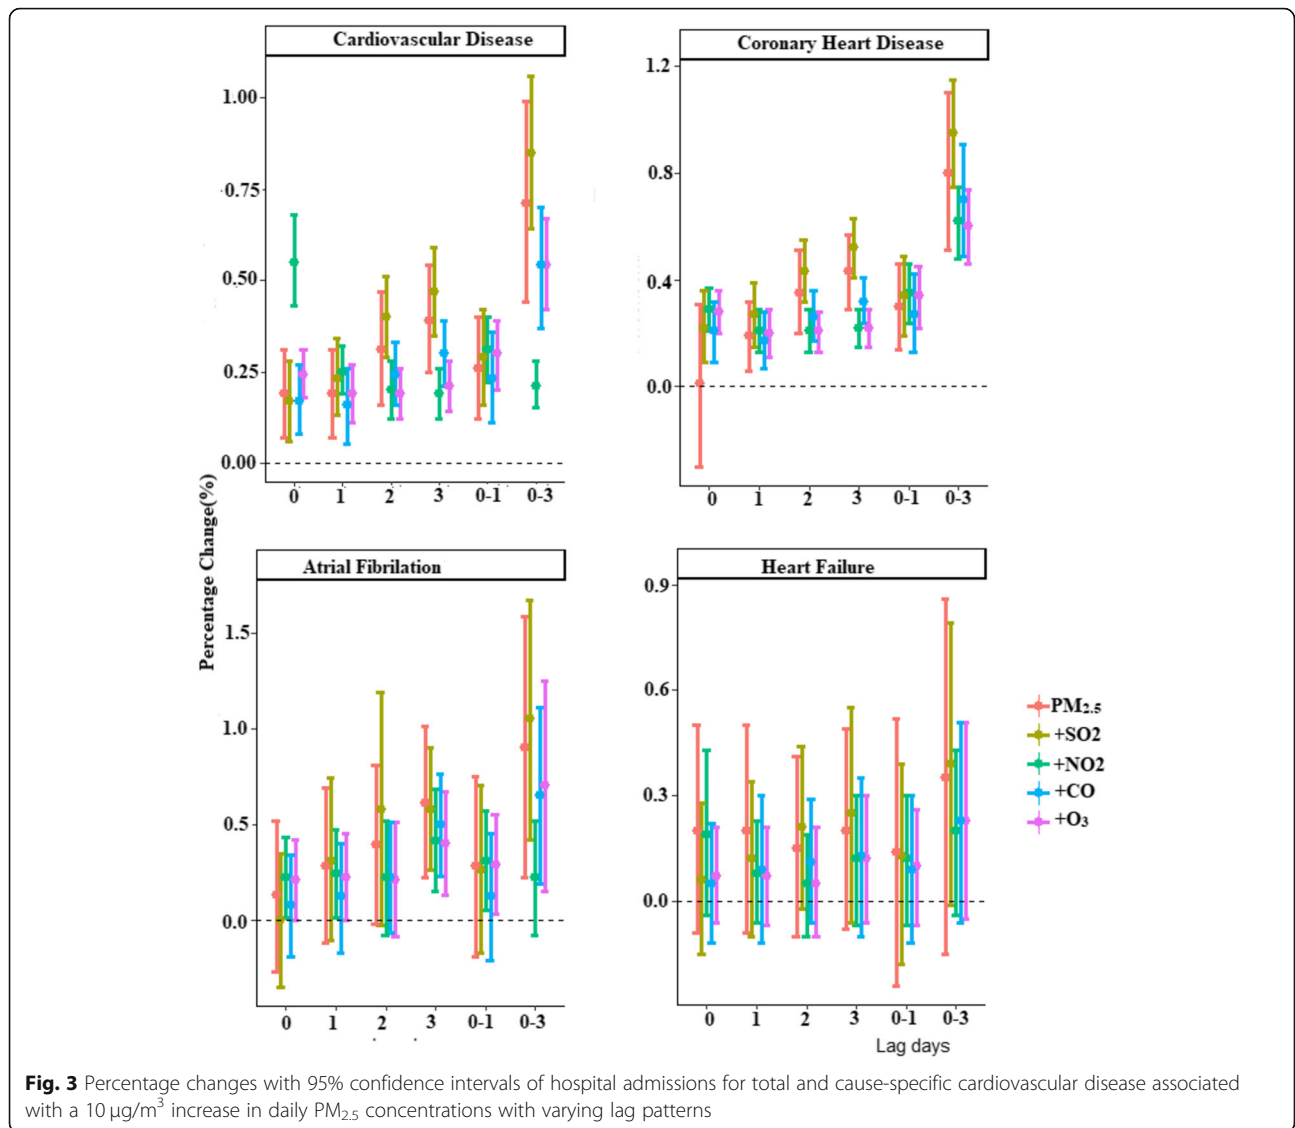 Cardiovascular Disease
1.00
0.75
0.50
0.25
0.00
0 1 2 3 0-1 0-3
Coronary Heart Disease
1.2
0.8
0.4
0.0
0 1 2 3 0-1 0-3
Percentage Change(%)
Atrial Fibrilation
1.5
1.0
0.5
0.0
0 1 2 3 0-1 0-3
Heart Failure
0.9
0.6
0.3
0.0
0 1 2 3 0-1 0-3
Lag days
PM2.5
+SO2
+NO2
+CO
+O3
Fig. 3 Percentage changes with 95% confidence intervals of hospital admissions for total and cause-specific cardiovascular disease associated
with a 10 μg/m³ increase in daily PM2.5 concentrations with varying lag patterns